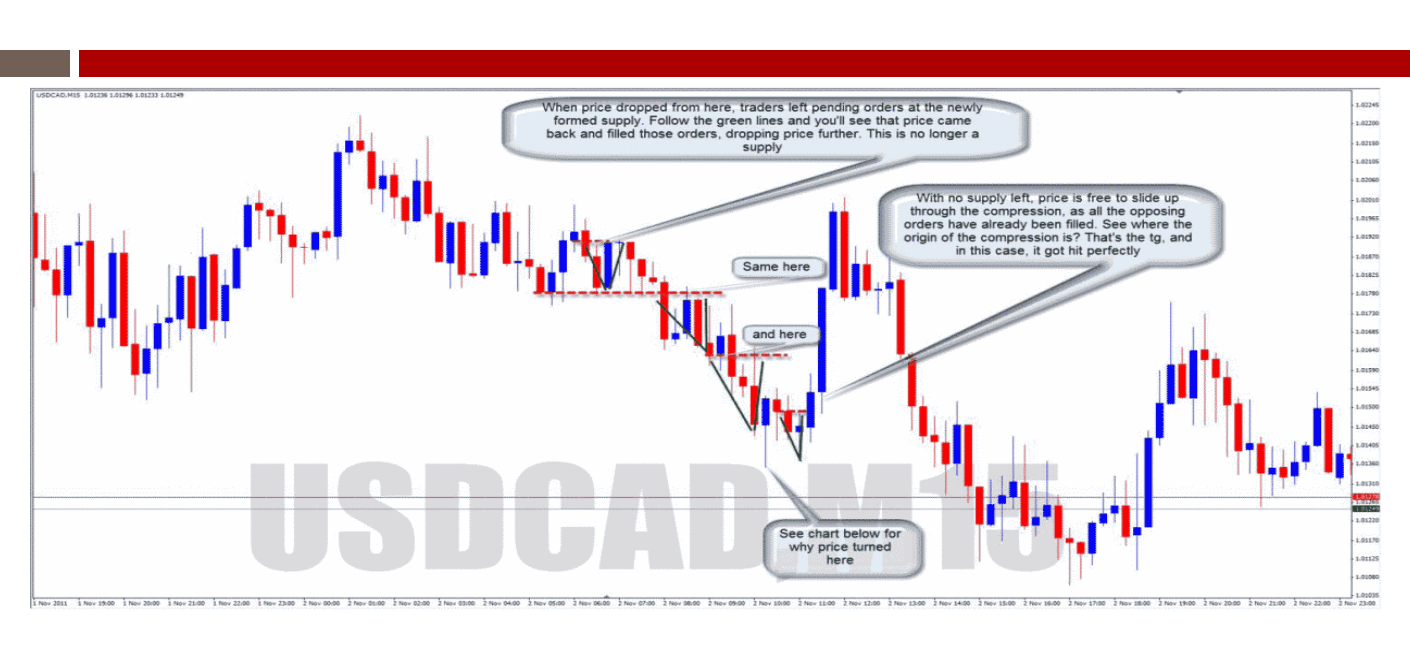 USDCAD,M15 1.01236 1.01296 1.01233 1.01249
When price dropped from here, traders left pending orders at the newly
formed supply. Follow the green lines and you'll see that price came
back and filled those orders, dropping price further. This is no longer a
supply
With no supply left, price is free to slide up
through the compression, as all the opposing
orders have already been filled. See where the
origin of the compression is? That's the tg, and
in this case, it got hit perfectly
Same here
and here
See chart below for
why price turned
here
USDCAD,M15
1.02245
1.02200
1.02150
1.02105
1.02060
1.02010
1.01965
1.01920
1.01870
1.01825
1.01780
1.01730
1.01685
1.01640
1.01590
1.01545
1.01500
1.01450
1.01405
1.01360
1.01310
1.01265
1.01249
1.01220
1.01170
1.01125
1.01080
1.01035
1 Nov 2011
1 Nov 19:00
1 Nov 20:00
1 Nov 21:00
1 Nov 22:00
1 Nov 23:00
2 Nov 00:00
2 Nov 01:00
2 Nov 02:00
2 Nov 03:00
2 Nov 04:00
2 Nov 05:00
2 Nov 06:00
2 Nov 07:00
2 Nov 08:00
2 Nov 09:00
2 Nov 10:00
2 Nov 11:00
2 Nov 12:00
2 Nov 13:00
2 Nov 14:00
2 Nov 15:00
2 Nov 16:00
2 Nov 17:00
2 Nov 18:00
2 Nov 19:00
2 Nov 20:00
2 Nov 21:00
2 Nov 22:00
2 Nov 23:00